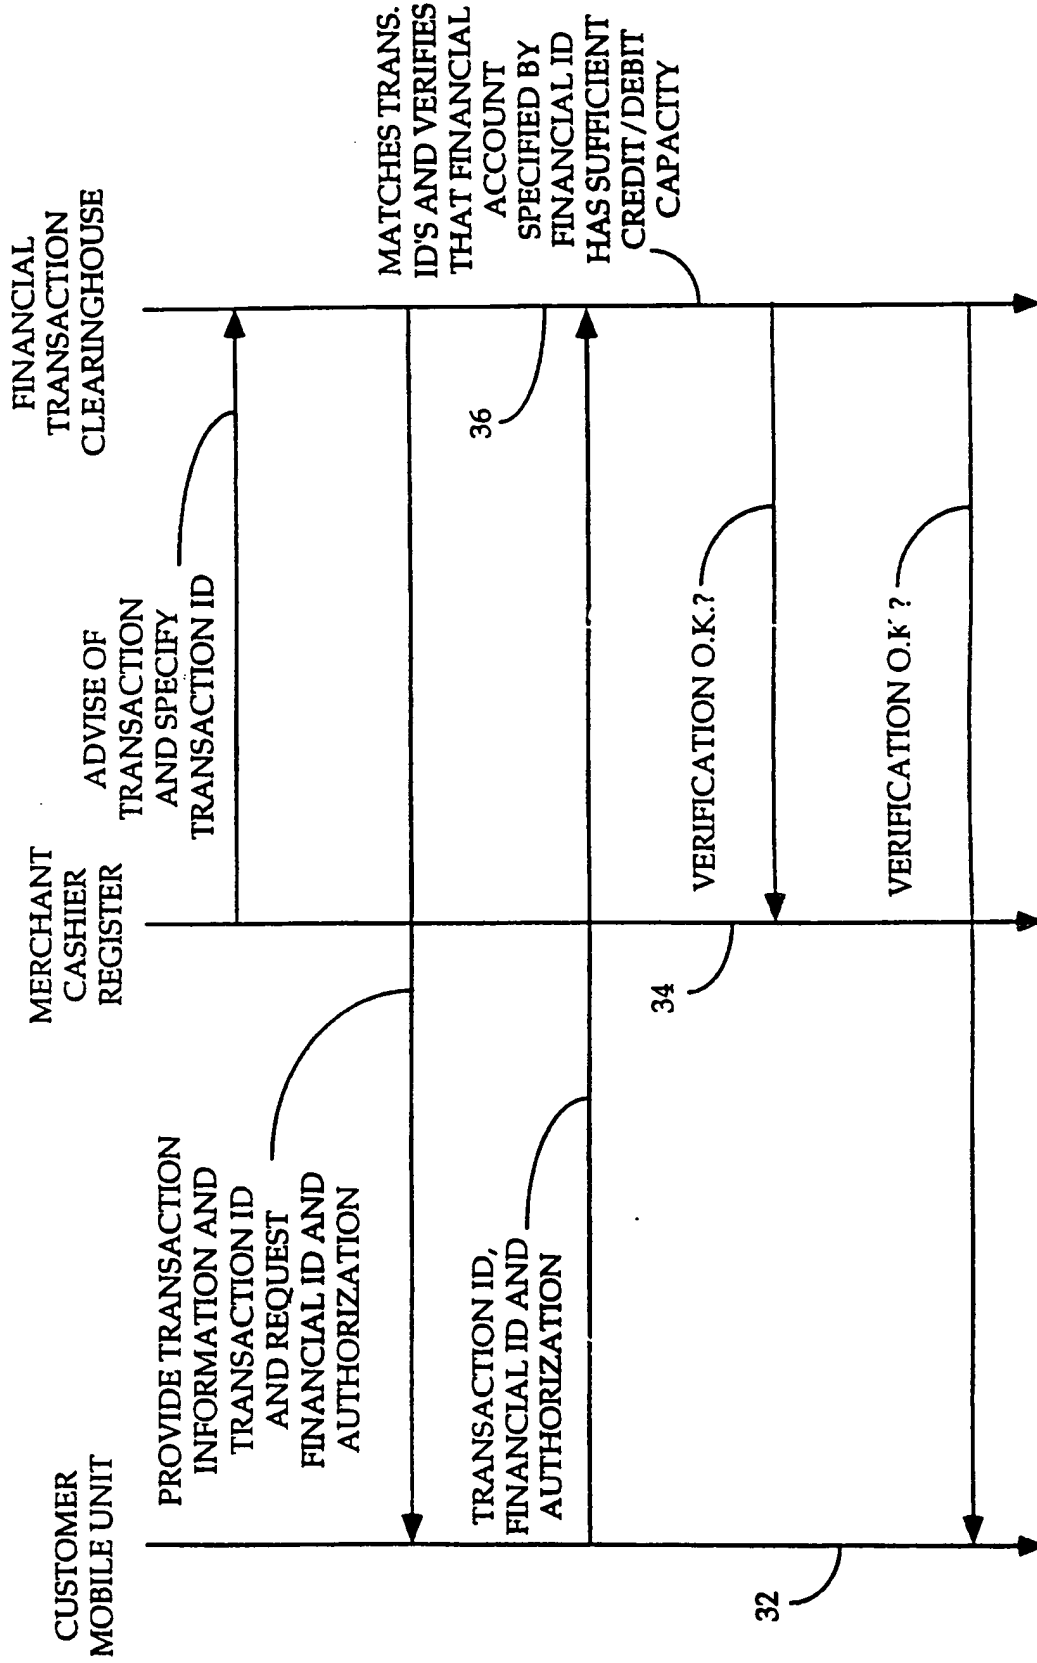 CUSTOMER
MOBILE UNIT
MERCHANT
CASHIER
REGISTER
FINANCIAL
TRANSACTION
CLEARINGHOUSE
ADVISE OF
TRANSACTION
AND SPECIFY
TRANSACTION ID
PROVIDE TRANSACTION
INFORMATION AND
TRANSACTION ID
AND REQUEST
FINANCIAL ID AND
AUTHORIZATION
MATCHES TRANS.
ID'S AND VERIFIES
THAT FINANCIAL
ACCOUNT
SPECIFIED BY
FINANCIAL ID
HAS SUFFICIENT
CREDIT/DEBIT
CAPACITY
36
TRANSACTION ID,
FINANCIAL ID AND
AUTHORIZATION
34
VERIFICATION O.K.?
32
VERIFICATION O.K ?